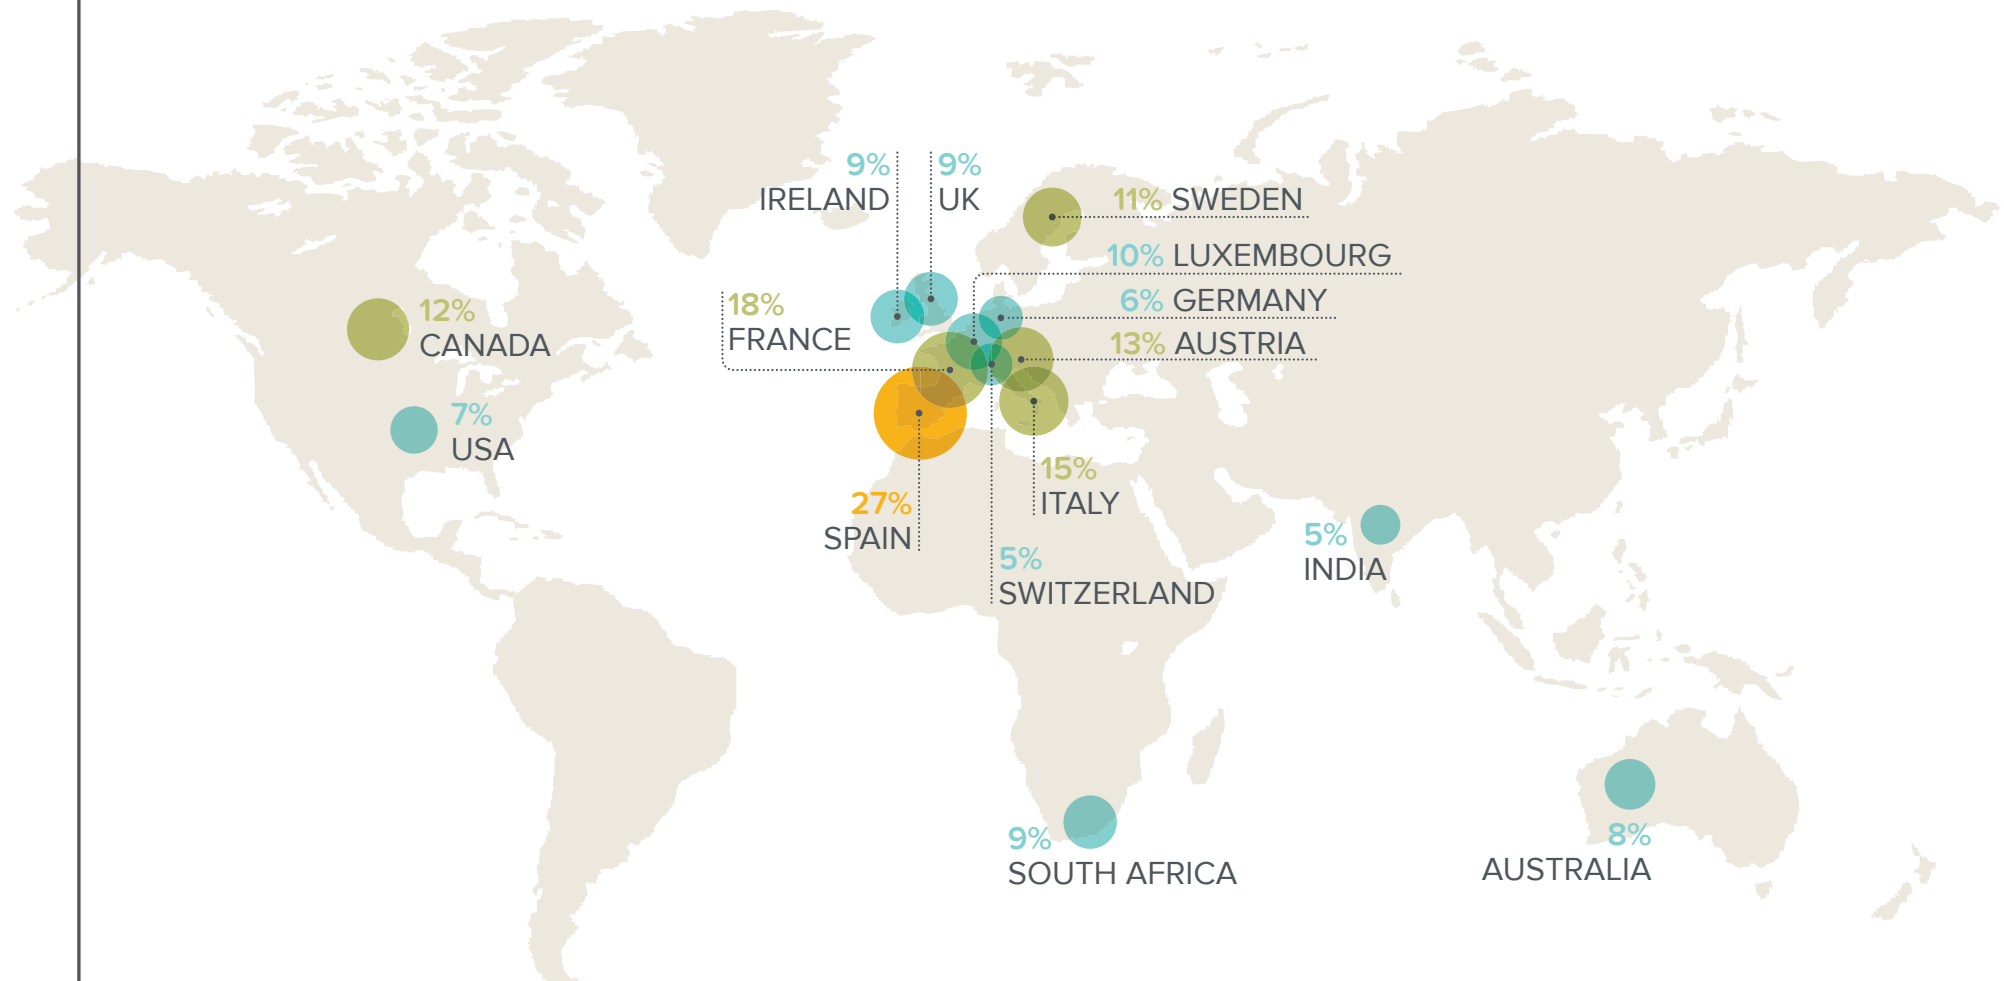 9%
IRELAND
9%
UK
11% SWEDEN
10% LUXEMBOURG
6% GERMANY
13% AUSTRIA
18%
FRANCE
12%
CANADA
7%
USA
27%
SPAIN
15%
ITALY
5%
SWITZERLAND
5%
INDIA
9%
SOUTH AFRICA
8%
AUSTRALIA